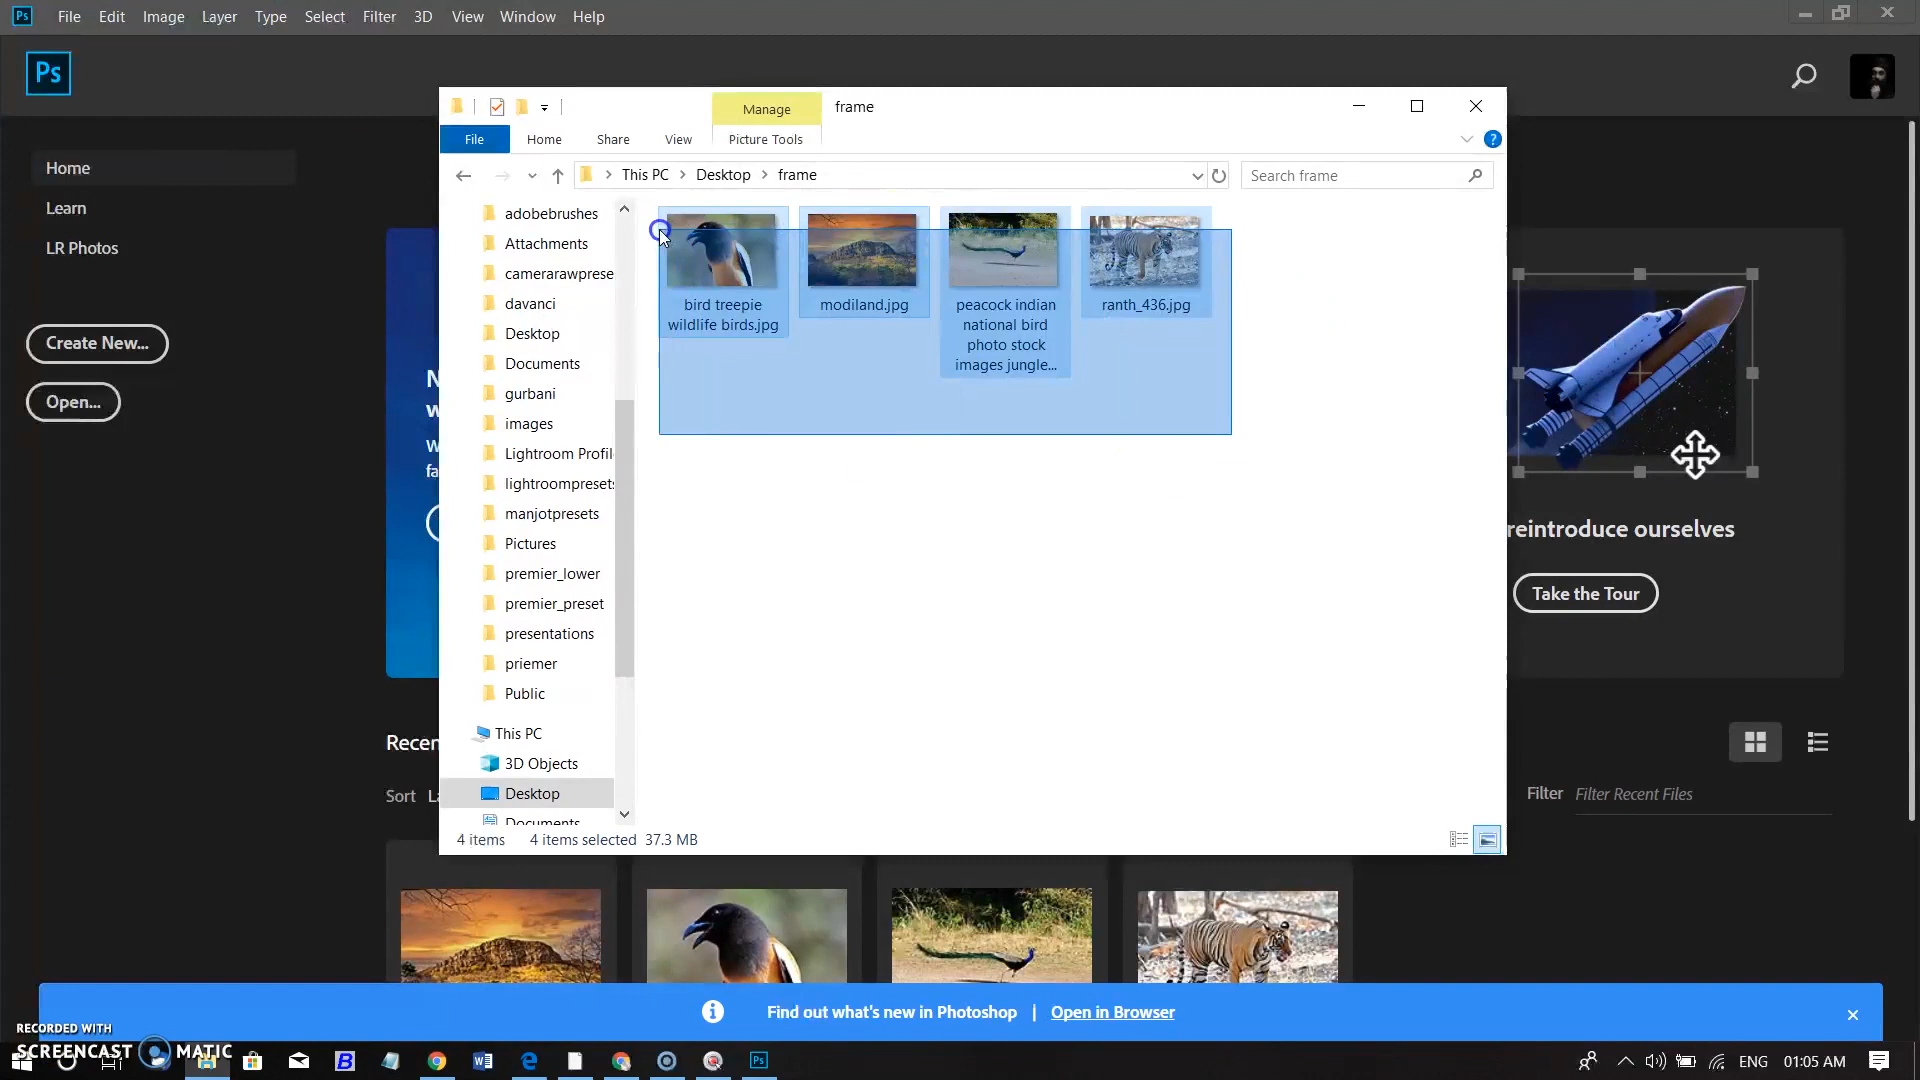 Ps File Edit Image Layer Type Select Filter 3D View Window Help
Ps
Manage frame
File Home Share View Picture Tools
This PC Desktop frame Search frame
Home
Learn
LR Photos
Create New...
Open...
adobebrushes
Attachments
camerarawprese
davanci
Desktop
Documents
gurbani
images
Lightroom Profil
lightroompresets
manjotpresets
Pictures
premier_lower
premier_preset
presentations
priemer
Public
This PC
3D Objects
Desktop
Documents
bird treepie
wildlife birds.jpg
modiland.jpg
peacock indian
national bird
photo stock
images jungle...
ranth_436.jpg
4 items 4 items selected 37.3 MB
reintroduce ourselves
Take the Tour
Recen
Sort
Filter Filter Recent Files
Find out what's new in Photoshop | Open in Browser
RECORDED WITH
SCREENCAST MATIC
ENG 01:05 AM